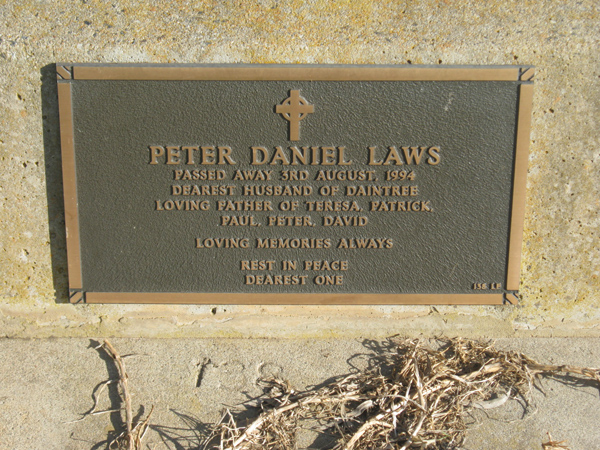 PETER DANIEL LAWS
PASSED AWAY 3RD AUGUST, 1994
DEAREST HUSBAND OF DAINTREE
LOVING FATHER OF TERESA, PATRICK,
PAUL, PETER, DAVID
LOVING MEMORIES ALWAYS
REST IN PEACE
DEAREST ONE